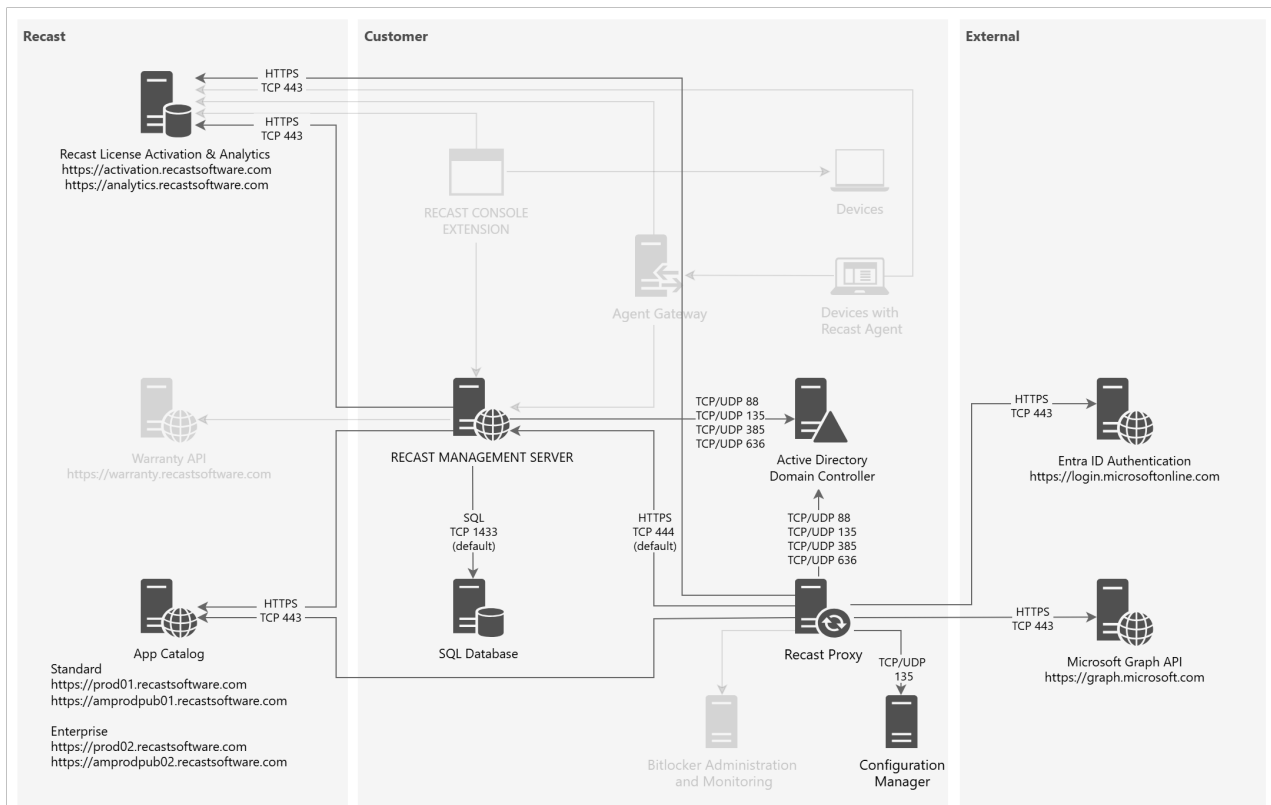 Recast
Customer
External
HTTPS
TCP 443
HTTPS
TCP 443
Recast License Activation & Analytics
https://activation.recastsoftware.com
https://analytics.recastsoftware.com
RECAST CONSOLE
EXTENSION
Devices
Agent Gateway
Devices with
Recast Agent
Warranty API
https://warranty.recastsoftware.com
RECAST MANAGEMENT SERVER
TCP/UDP 88
TCP/UDP 135
TCP/UDP 385
TCP/UDP 636
Active Directory
Domain Controller
HTTPS
TCP 443
Entra ID Authentication
https://login.microsoftonline.com
SQL
TCP 1433
(default)
HTTPS
TCP 444
(default)
TCP/UDP 88
TCP/UDP 135
TCP/UDP 385
TCP/UDP 636
HTTPS
TCP 443
App Catalog
Standard
https://prod01.recastsoftware.com
https://amprodpub01.recastsoftware.com
Enterprise
https://prod02.recastsoftware.com
https://amprodpub02.recastsoftware.com
SQL Database
Recast Proxy
TCP/UDP
135
HTTPS
TCP 443
Microsoft Graph API
https://graph.microsoft.com
Bitlocker Administration
and Monitoring
Configuration
Manager